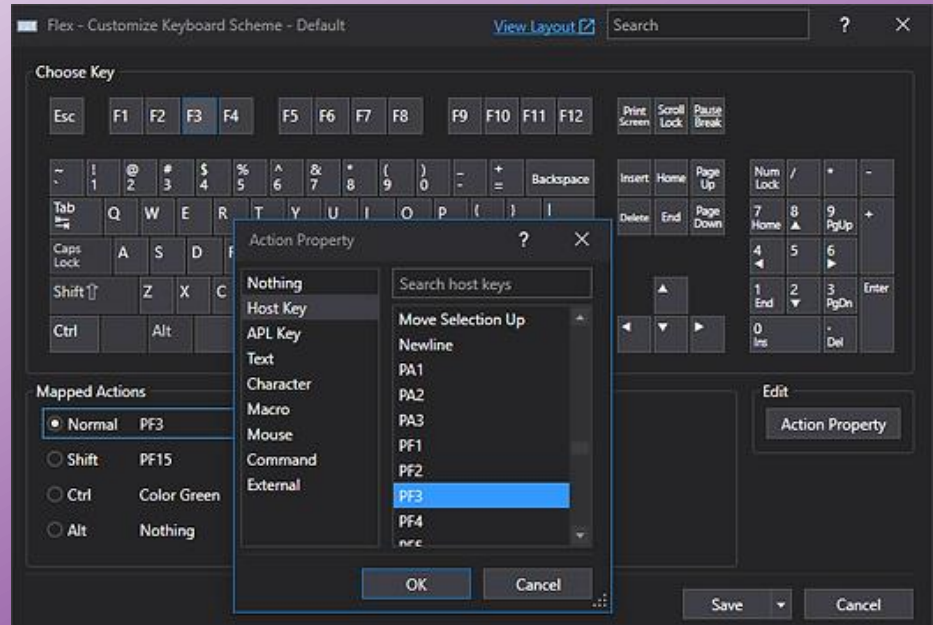 Flex - Customize Keyboard Scheme - Default View Layout Search ? ×
Choose Key
Esc F1 F2 F3 F4 F5 F6 F7 F8 F9 F10 F11 F12 Print Screen Scroll Lock Pause Break
~ ` ! 1 @ 2 # 3 $ 4 % 5 ^ 6 & 7 * 8 ( 9 ) 0 _ - + = Backspace Insert Home Page Up Num Lock / * -
Tab Q W E R T Y U I O P Delete End Page Down 7 Home 8 9 PgUp +
Caps Lock A S D F 4 5 6
Shift Z X C 1 End 2 3 PgDn Enter
Ctrl Alt 0 Ins . Del
Action Property ? ×
Nothing
Host Key
APL Key
Text
Character
Macro
Mouse
Command
External
Search host keys
Move Selection Up
Newline
PA1
PA2
PA3
PF1
PF2
PF3
PF4
PF5
OK Cancel
Mapped Actions
Normal PF3
Shift PF15
Ctrl Color Green
Alt Nothing
Edit
Action Property
Save Cancel